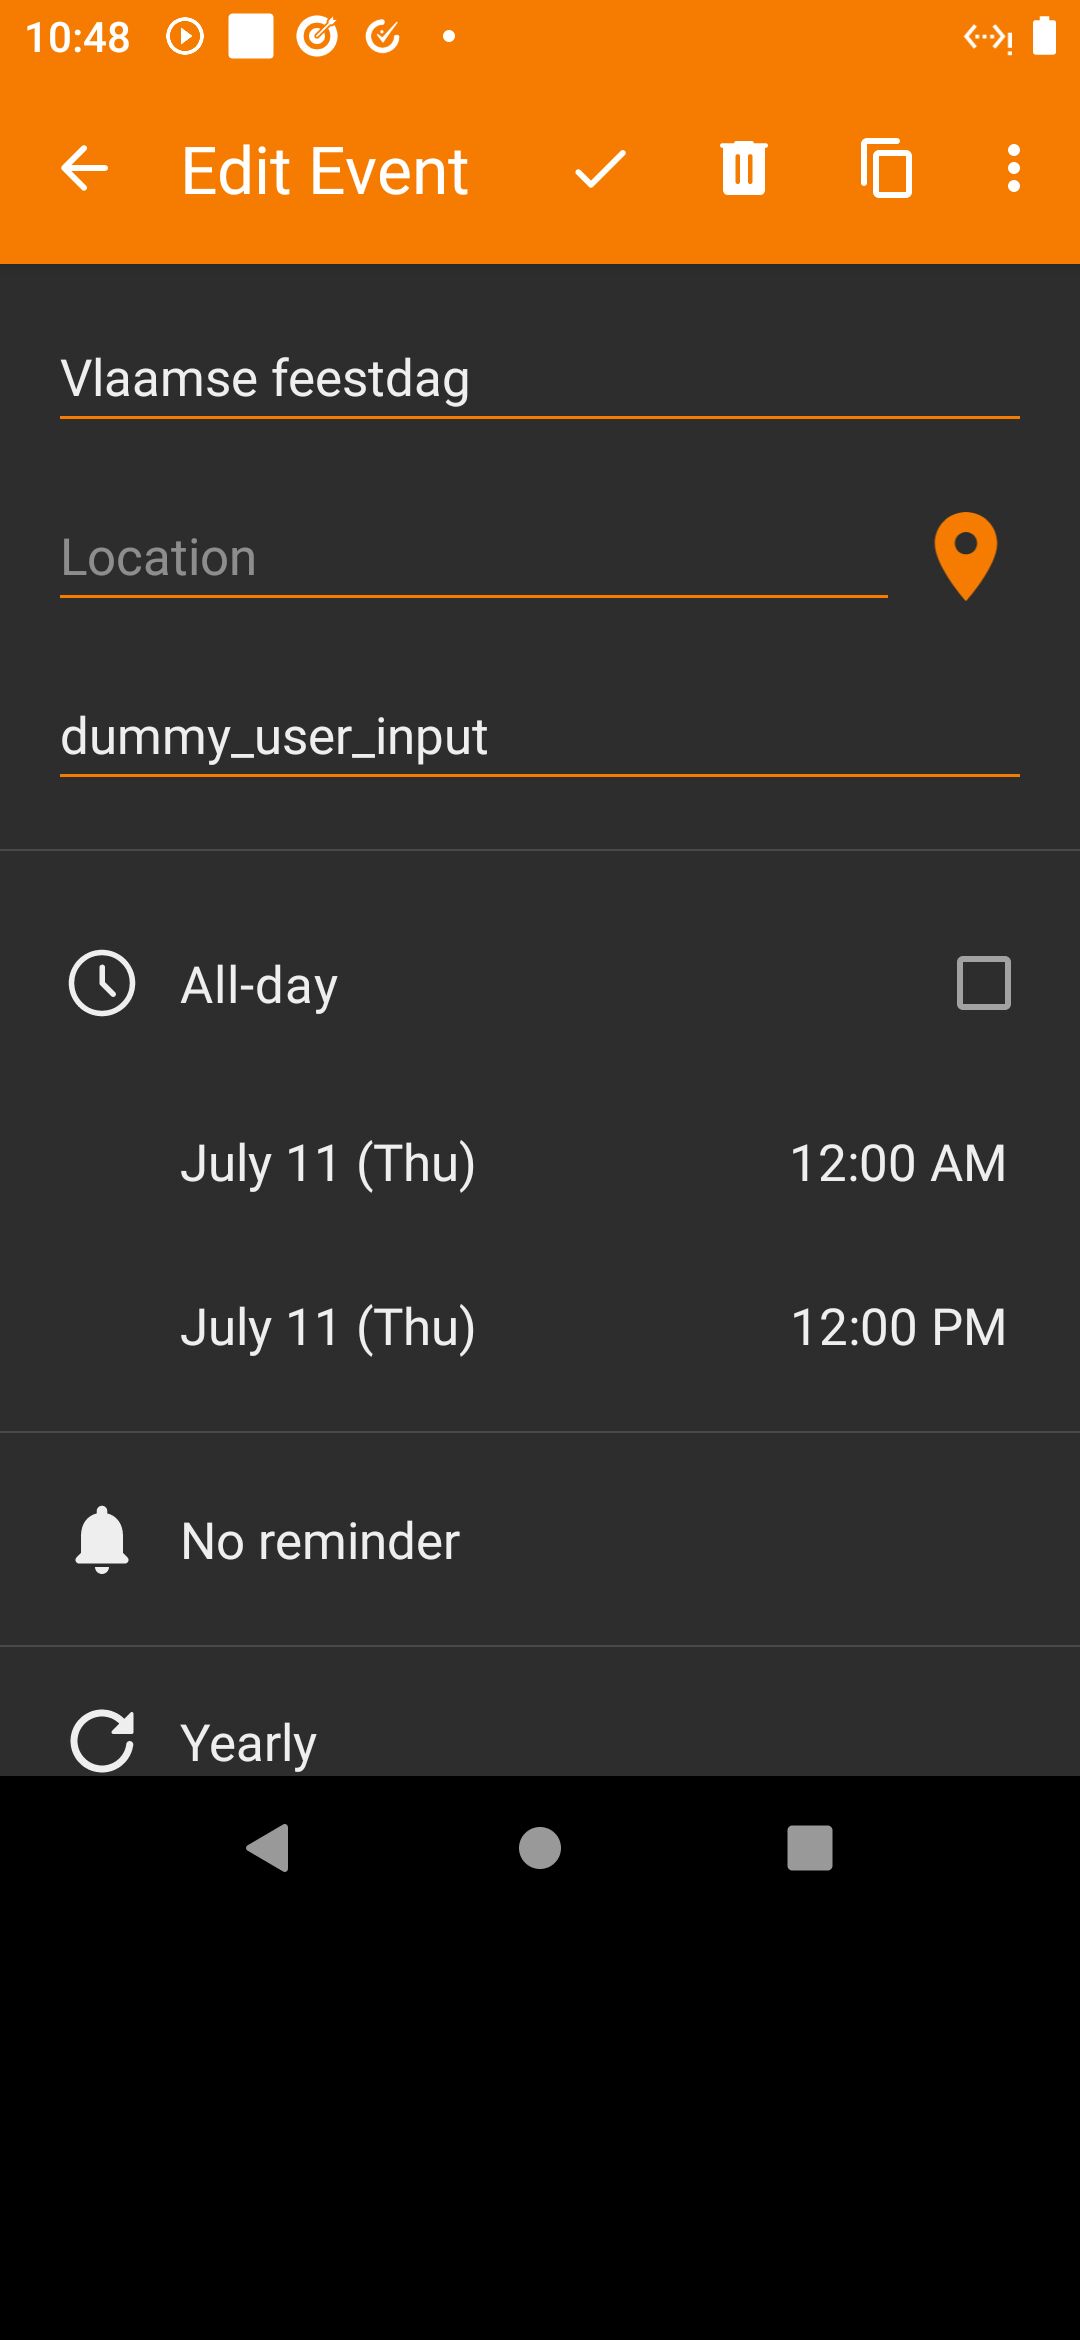 10:48
Edit Event
Vlaamse feestdag
Location
dummy_user_input
All-day
July 11 (Thu) 12:00 AM
July 11 (Thu) 12:00 PM
No reminder
Yearly